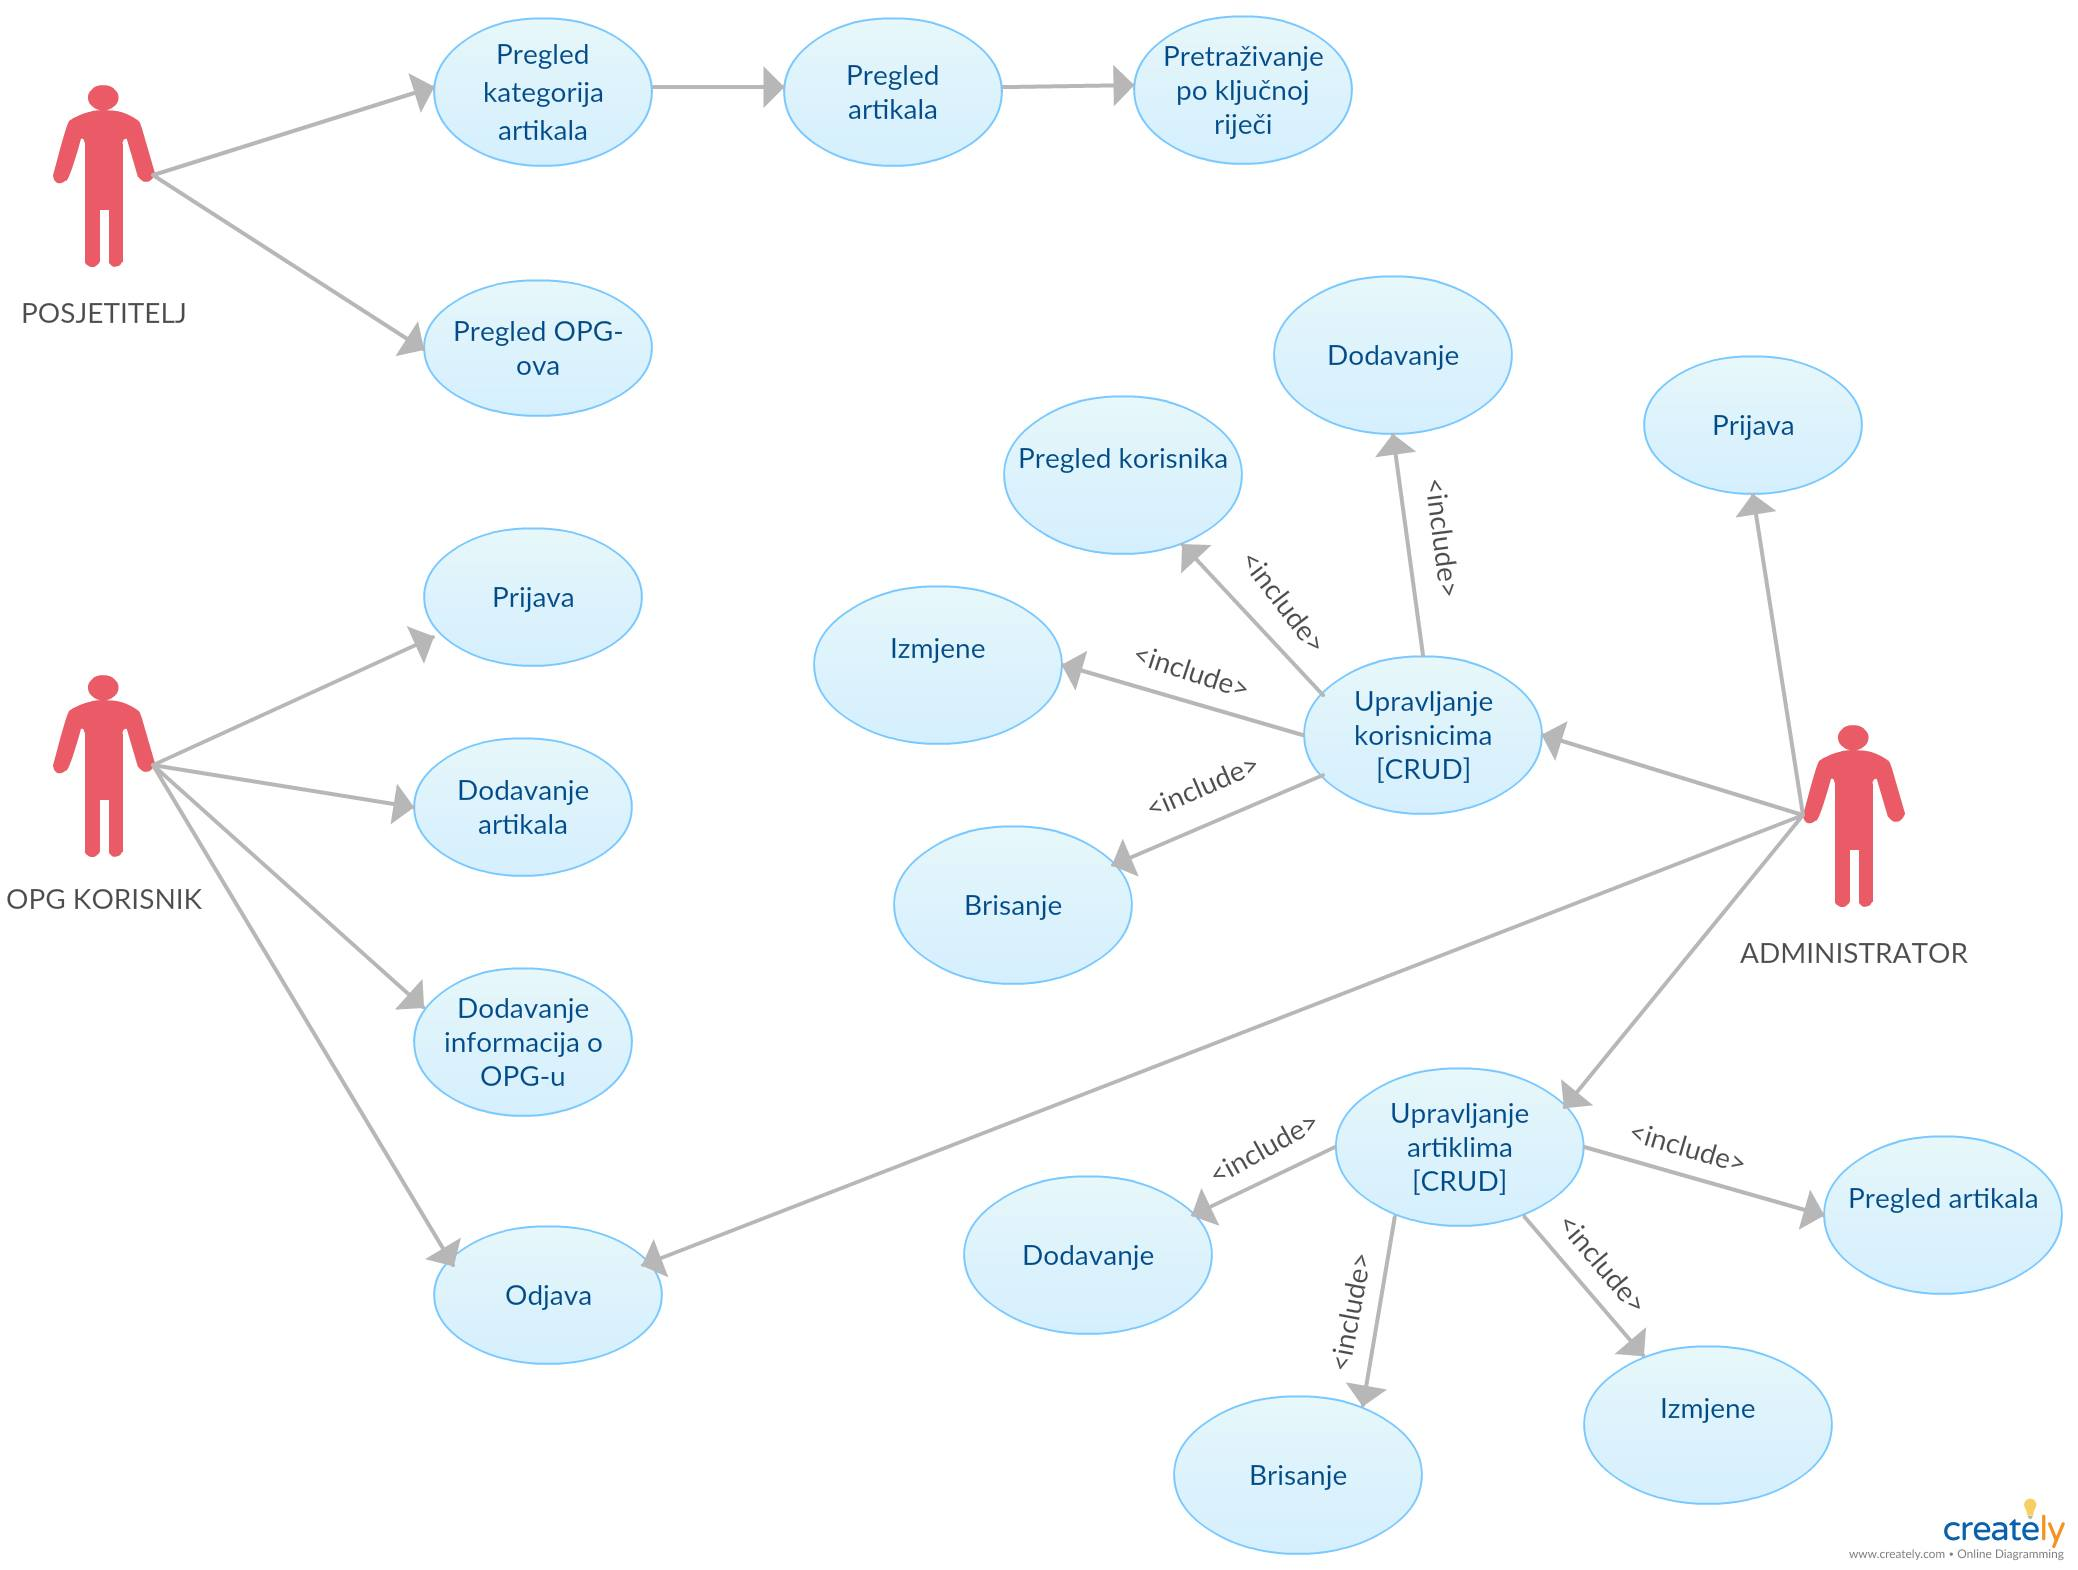 Pregled
kategorija
artikala
Pregled
artikala
Pretraživanje
po ključnoj
riječi
POSJETITELJ
Pregled OPG-
ova
Dodavanje
Prijava
Pregled korisnika
<include>
<include>
Prijava
Izmjene
<include>
Upravljanje
korisnicima
[CRUD]
<include>
OPG KORISNIK
Dodavanje
artikala
Brisanje
ADMINISTRATOR
Dodavanje
informacija o
OPG-u
Upravljanje
artiklima
[CRUD]
<include>
<include>
Pregled artikala
Dodavanje
<include>
<include>
Odjava
Izmjene
Brisanje
creately
www.creately.com • Online Diagramming